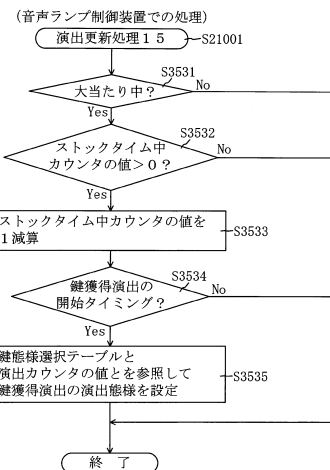 (音声ランプ制御装置での処理)
演出更新処理15
S21001
S3531
大当たり中?
No
Yes
S3532
ストックタイム中
カウンタの値>0?
No
Yes
ストックタイム中カウンタの値を
1減算
S3533
S3534
鍵獲得演出の
開始タイミング?
No
Yes
鍵態様選択テーブルと
演出カウンタの値とを参照して
鍵獲得演出の演出態様を設定
S3535
終 了